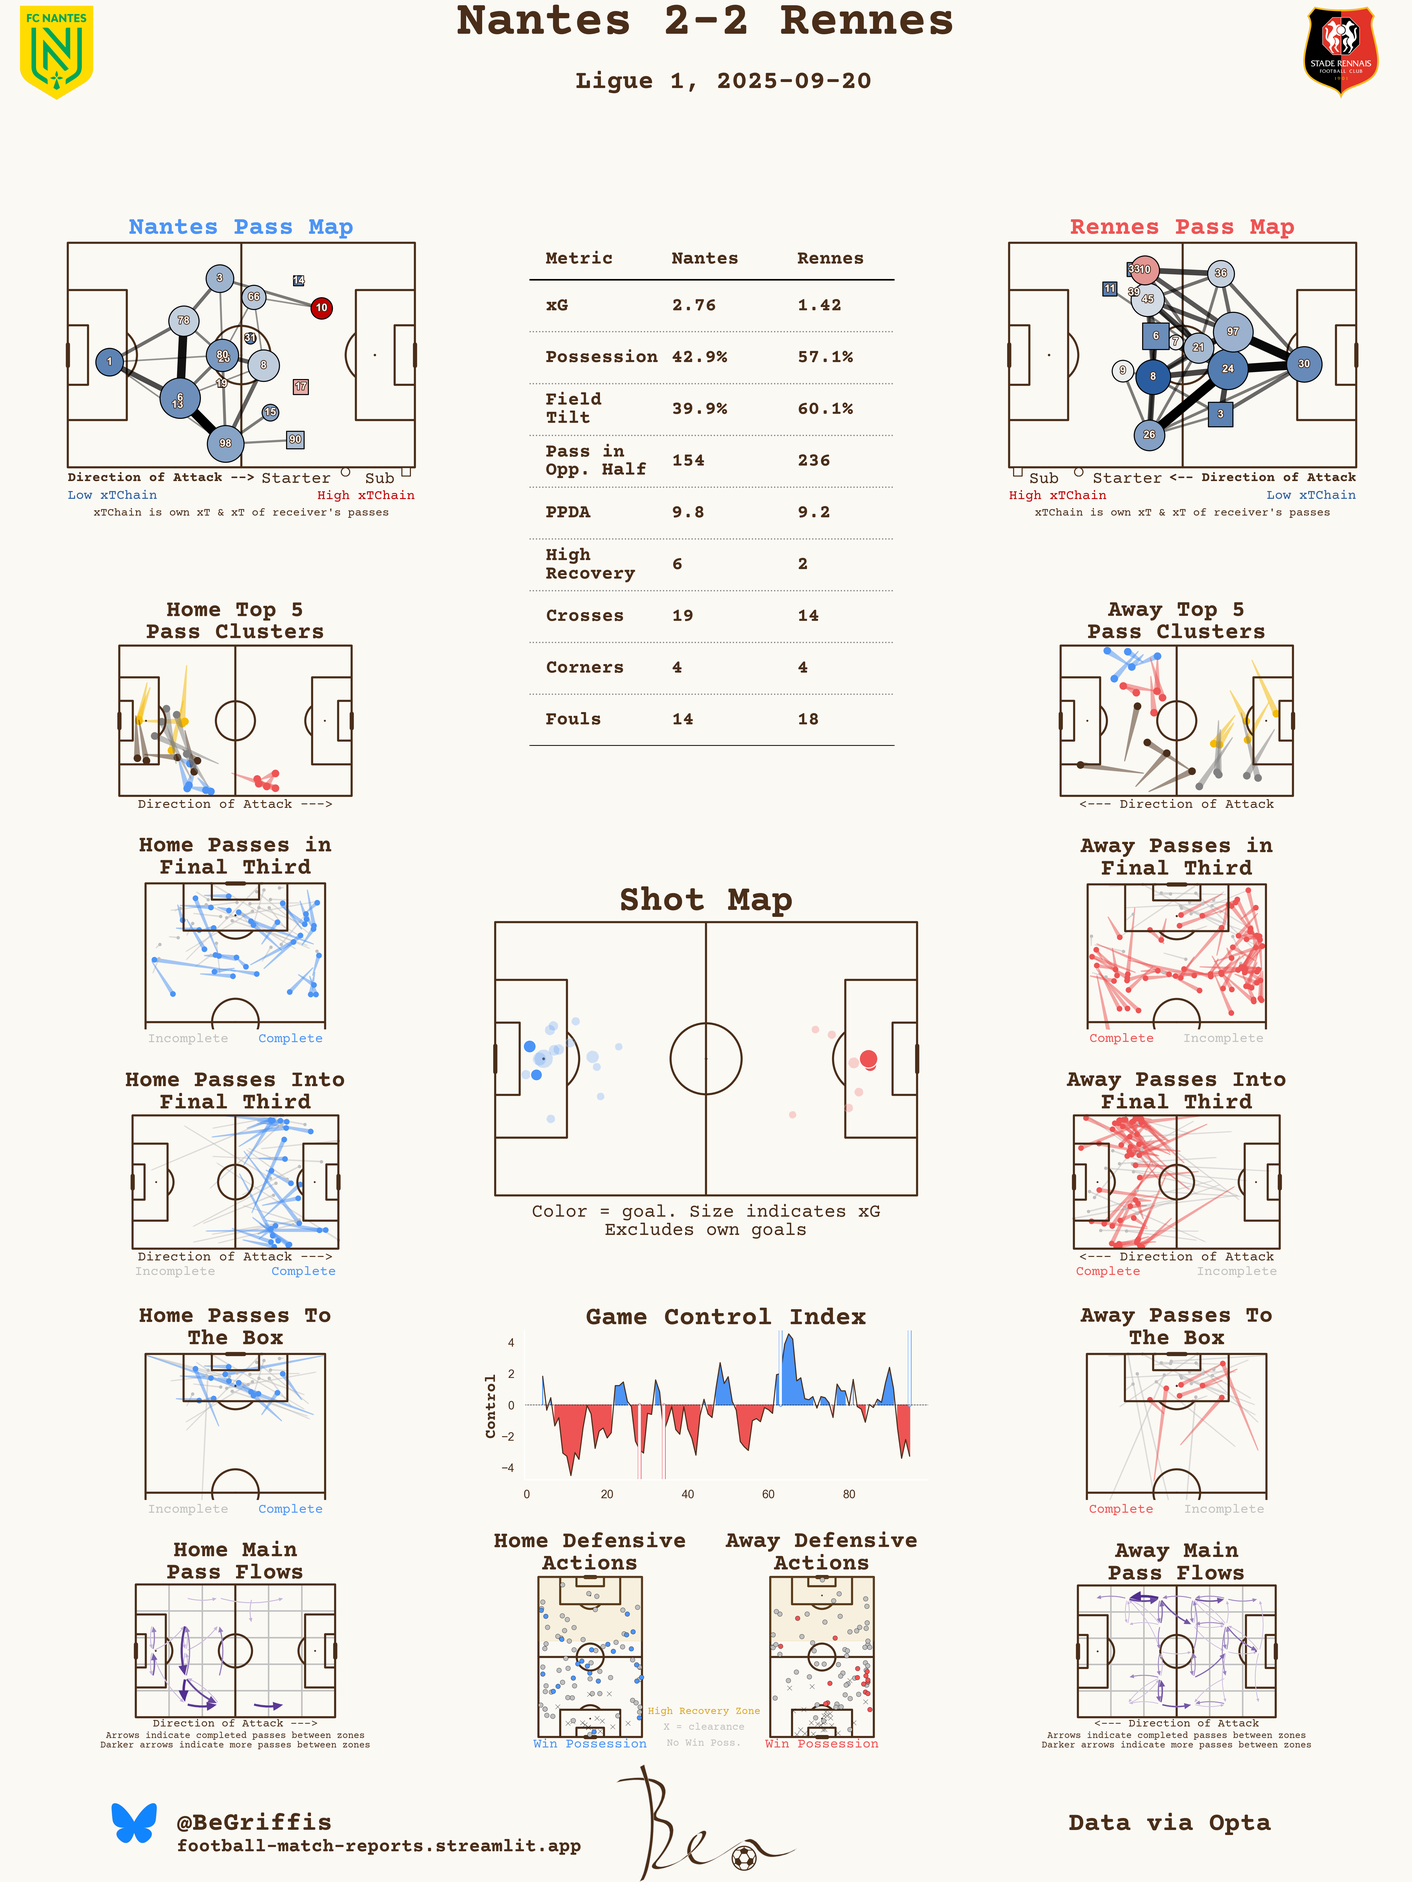 FC NANTES
Nantes 2-2 Rennes
STADE RENNAIS
FOOTBALL CLUB
1901
Ligue 1, 2025-09-20
Nantes Pass Map
3
14
66
10
78
31
1
80
8
19
17
6
13
15
98
90
Direction of Attack --> Starter Sub
Low xTChain High xTChain
xTChain is own xT & xT of receiver's passes
Metric Nantes Rennes
xG 2.76 1.42
Possession 42.9% 57.1%
Field
Tilt 39.9% 60.1%
Pass in
Opp. Half 154 236
PPDA 9.8 9.2
High
Recovery 6 2
Crosses 19 14
Corners 4 4
Fouls 14 18
Rennes Pass Map
33
10
36
11
39
45
97
6
7
21
9
8
24
30
3
26
Sub Starter <-- Direction of Attack
High xTChain Low xTChain
xTChain is own xT & xT of receiver's passes
Home Top 5
Pass Clusters
Direction of Attack --->
Away Top 5
Pass Clusters
<--- Direction of Attack
Home Passes in
Final Third
Incomplete Complete
Away Passes in
Final Third
Complete Incomplete
Shot Map
Color = goal. Size indicates xG
Excludes own goals
Home Passes Into
Final Third
Direction of Attack --->
Incomplete Complete
Away Passes Into
Final Third
<--- Direction of Attack
Complete Incomplete
Home Passes To
The Box
Incomplete Complete
Game Control Index
Control
4
2
0
−2
−4
0 20 40 60 80
Away Passes To
The Box
Complete Incomplete
Home Main
Pass Flows
Direction of Attack --->
Arrows indicate completed passes between zones
Darker arrows indicate more passes between zones
Home Defensive
Actions
Win Possession
High Recovery Zone
X = clearance
No Win Poss.
Away Defensive
Actions
Win Possession
Away Main
Pass Flows
<--- Direction of Attack
Arrows indicate completed passes between zones
Darker arrows indicate more passes between zones
@BeGriffis
football-match-reports.streamlit.app
Ben
Data via Opta